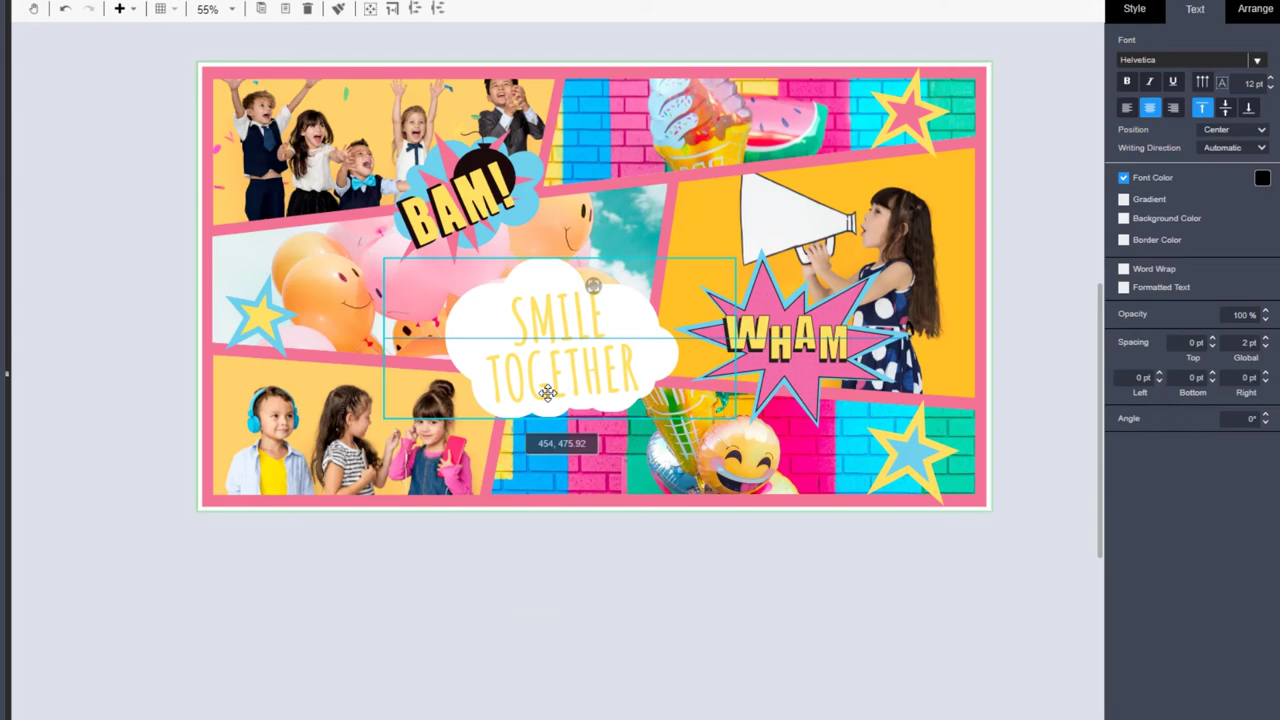 55%
Style Text Arrange
Font
Helvetica
B I U A 12 pt
Position Center
Writing Direction Automatic
Font Color
Gradient
Background Color
Border Color
Word Wrap
Formatted Text
Opacity 100 %
Spacing 0 pt 2 pt
Top Global
0 pt 0 pt 0 pt
Left Bottom Right
Angle 0°
BAM!
SMILE
TOGETHER
WHAM
454, 475.92